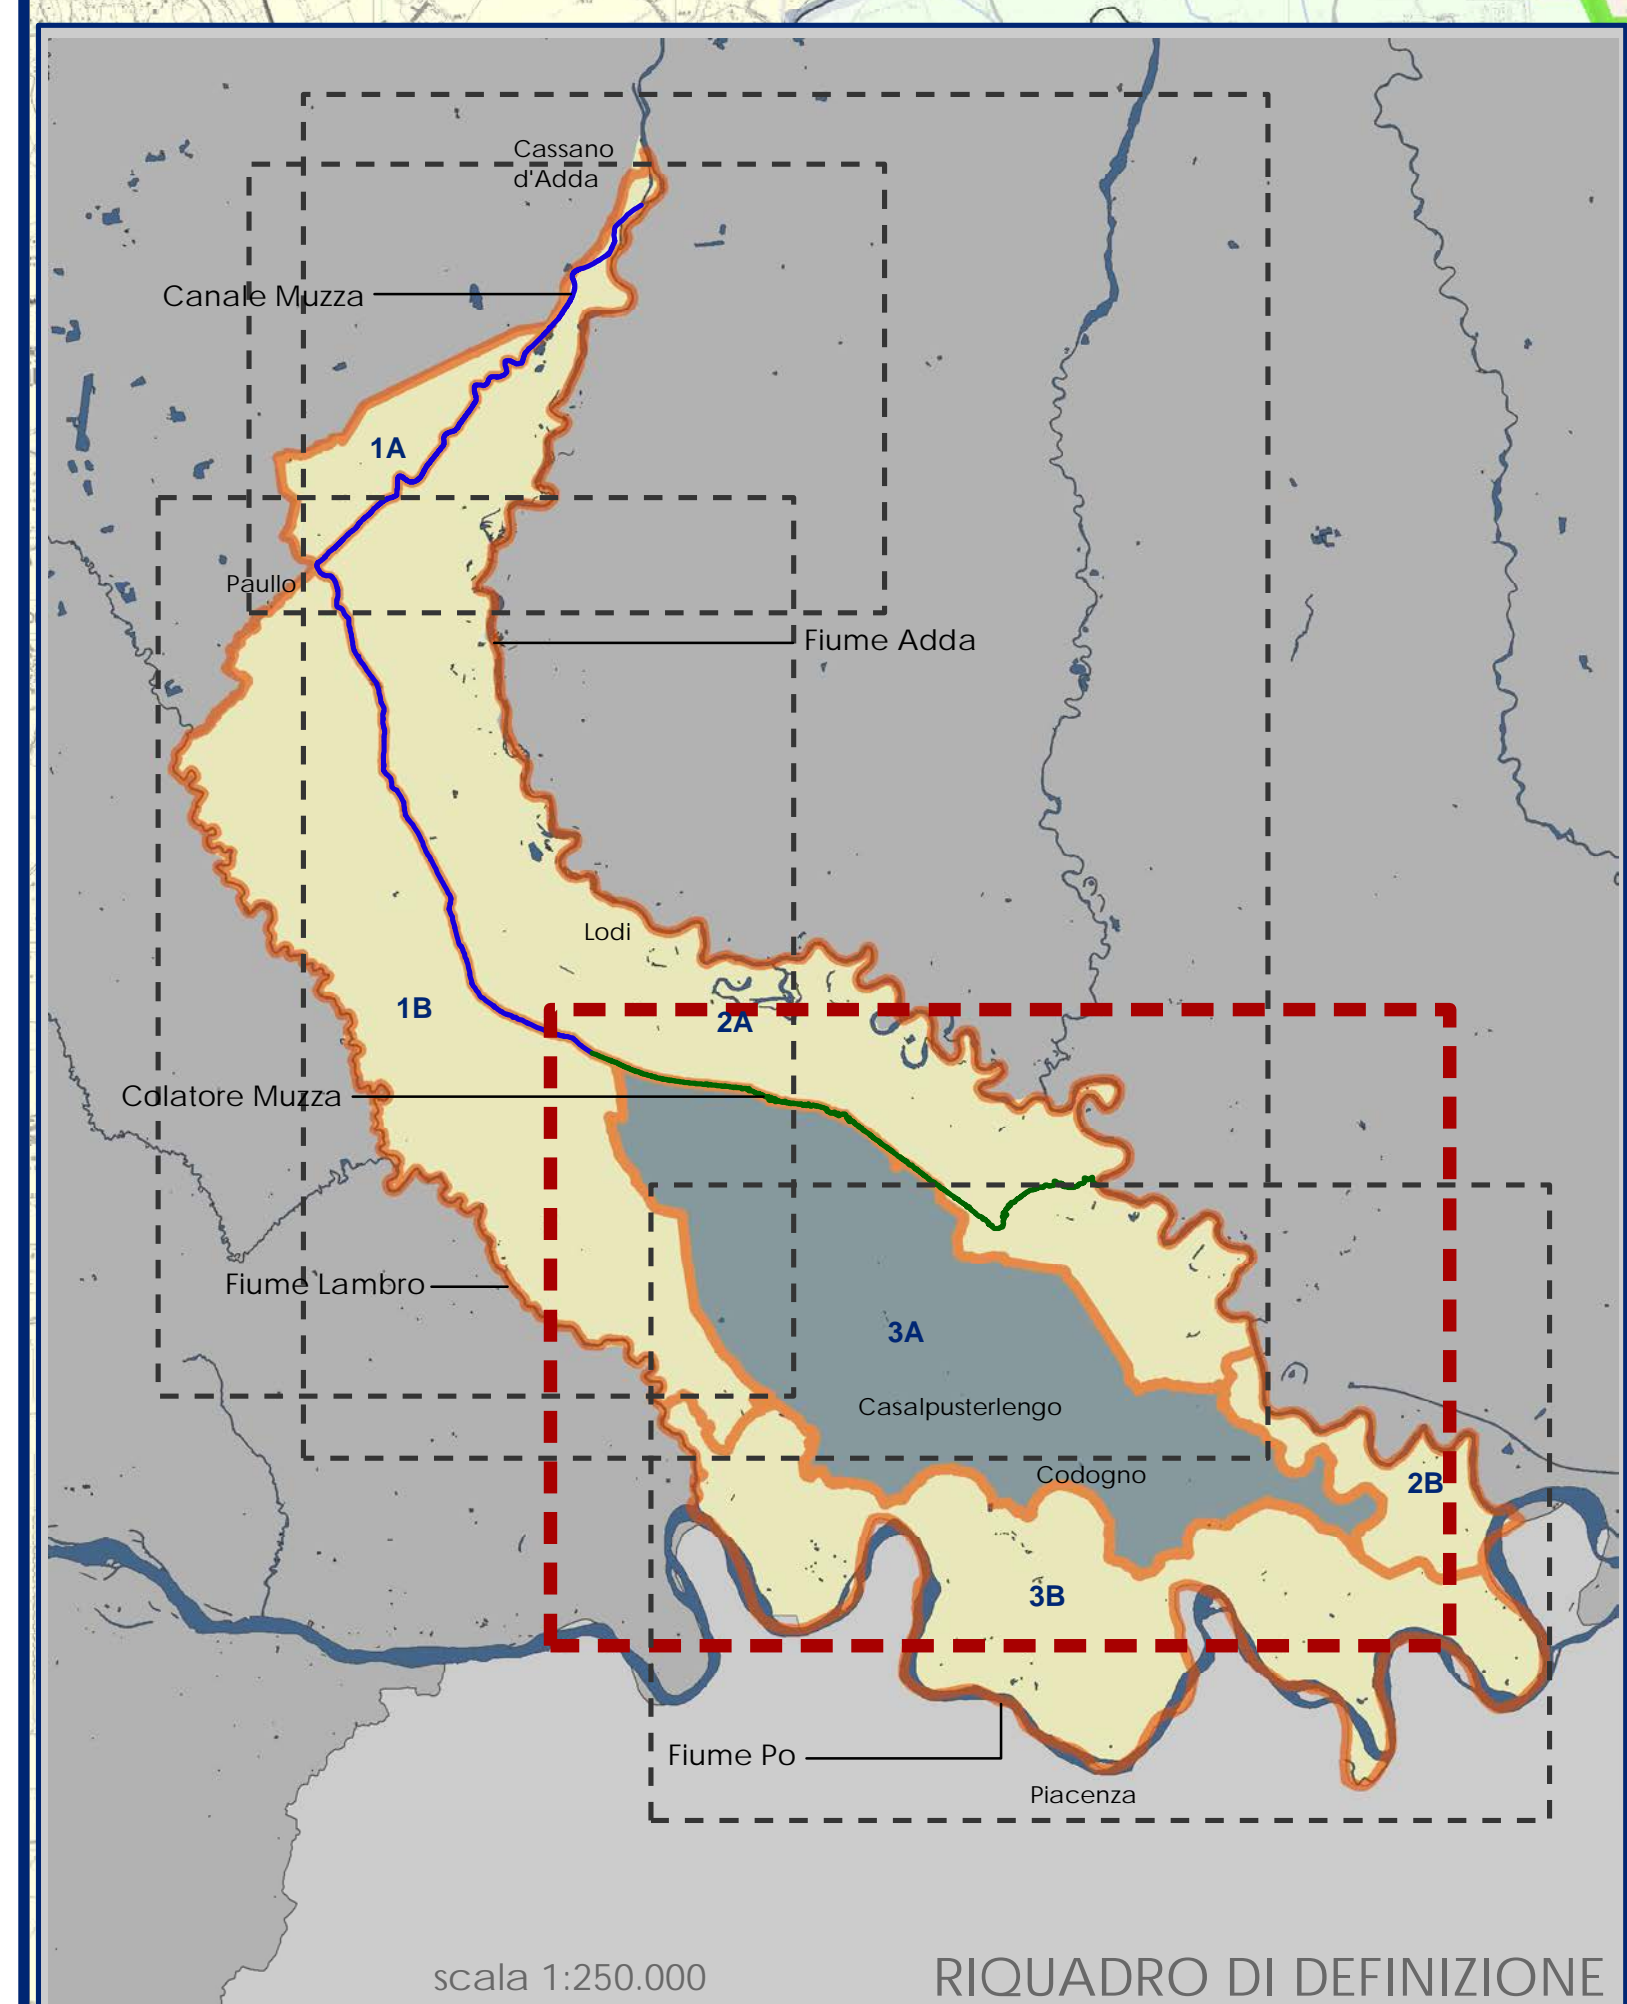 Cassano
d'Adda
Canale Muzza
1A
Paullo
Fiume Adda
Lodi
1B
2A
Colatore Muzza
Fiume Lambro
3A
Casalpusterlengo
Codogno
2B
3B
Fiume Po
Piacenza
scala 1:250.000
RIQUADRO DI DEFINIZIONE